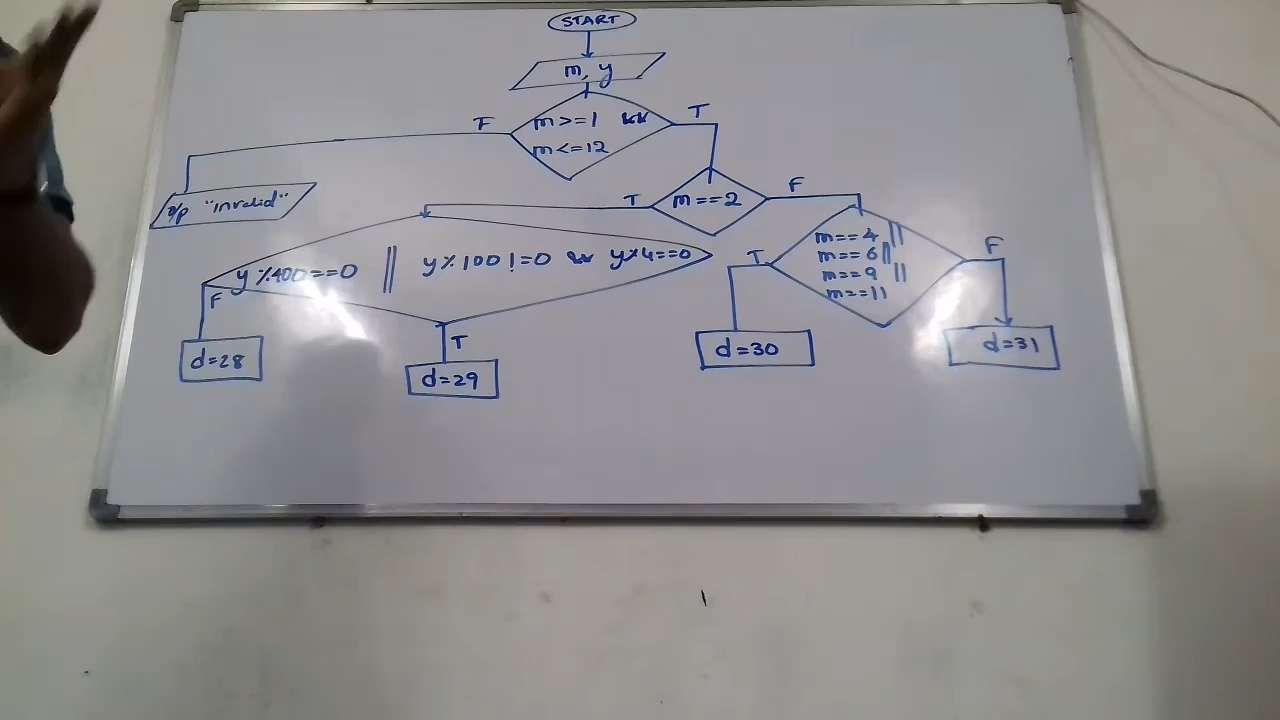 START
m, y
F
m>=1 &&
m<=12
T
o/p "invalid"
T
m==2
F
y%400==0 || y%100!=0 && y%4==0
F
T
T
m==4 ||
m==6 ||
m==9 ||
m==11
F
d=28
d=29
d=30
d=31